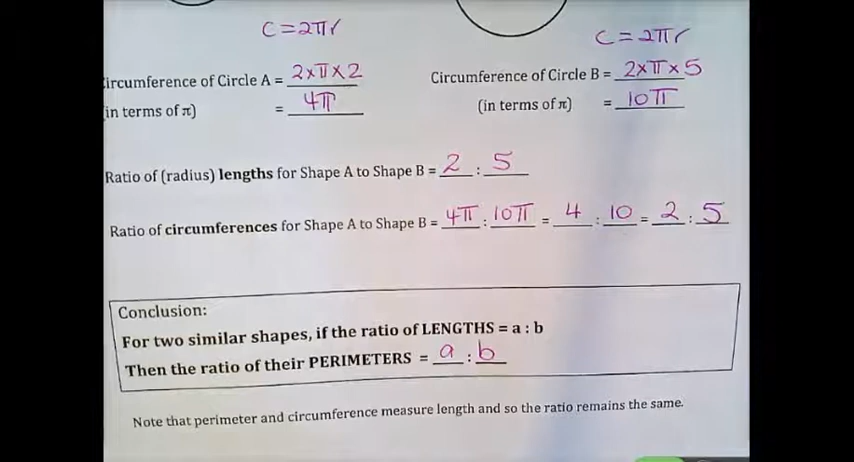 C = 2πr
C = 2πr
ircumference of Circle A = 2×π×2
Circumference of Circle B = 2×π×5
in terms of π) = 4π
(in terms of π) = 10π
Ratio of (radius) lengths for Shape A to Shape B = 2 : 5
Ratio of circumferences for Shape A to Shape B = 4π : 10π = 4 : 10 = 2 : 5
Conclusion:
For two similar shapes, if the ratio of LENGTHS = a : b
Then the ratio of their PERIMETERS = a : b
Note that perimeter and circumference measure length and so the ratio remains the same.